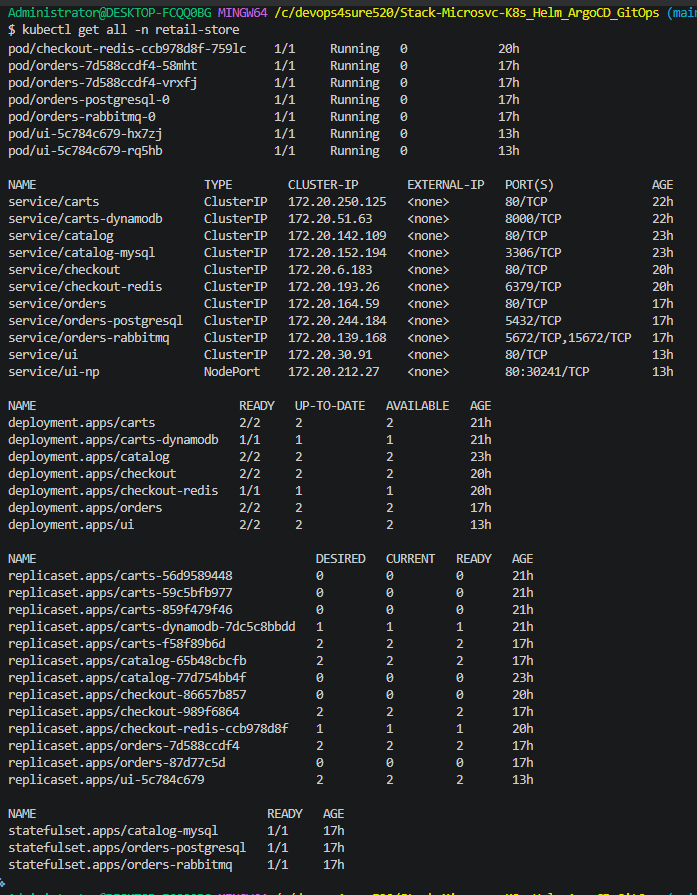 Administrator@DESKTOP-FCQQ0BG MINGW64 /c/devops4sure520/Stack-Microsvc-K8s_Helm_ArgoCD_GitOps (main
$ kubectl get all -n retail-store
pod/checkout-redis-ccb978d8f-759lc 1/1 Running 0 20h
pod/orders-7d588ccdf4-58mht 1/1 Running 0 17h
pod/orders-7d588ccdf4-vrxfj 1/1 Running 0 17h
pod/orders-postgresql-0 1/1 Running 0 17h
pod/orders-rabbitmq-0 1/1 Running 0 17h
pod/ui-5c784c679-hx7zj 1/1 Running 0 13h
pod/ui-5c784c679-rq5hb 1/1 Running 0 13h
NAME TYPE CLUSTER-IP EXTERNAL-IP PORT(S) AGE
service/carts ClusterIP 172.20.250.125 <none> 80/TCP 22h
service/carts-dynamodb ClusterIP 172.20.51.63 <none> 8000/TCP 22h
service/catalog ClusterIP 172.20.142.109 <none> 80/TCP 23h
service/catalog-mysql ClusterIP 172.20.152.194 <none> 3306/TCP 23h
service/checkout ClusterIP 172.20.6.183 <none> 80/TCP 20h
service/checkout-redis ClusterIP 172.20.193.26 <none> 6379/TCP 20h
service/orders ClusterIP 172.20.164.59 <none> 80/TCP 17h
service/orders-postgresql ClusterIP 172.20.244.184 <none> 5432/TCP 17h
service/orders-rabbitmq ClusterIP 172.20.139.168 <none> 5672/TCP,15672/TCP 17h
service/ui ClusterIP 172.20.30.91 <none> 80/TCP 13h
service/ui-np NodePort 172.20.212.27 <none> 80:30241/TCP 13h
NAME READY UP-TO-DATE AVAILABLE AGE
deployment.apps/carts 2/2 2 2 21h
deployment.apps/carts-dynamodb 1/1 1 1 21h
deployment.apps/catalog 2/2 2 2 23h
deployment.apps/checkout 2/2 2 2 20h
deployment.apps/checkout-redis 1/1 1 1 20h
deployment.apps/orders 2/2 2 2 17h
deployment.apps/ui 2/2 2 2 13h
NAME DESIRED CURRENT READY AGE
replicaset.apps/carts-56d9589448 0 0 0 21h
replicaset.apps/carts-59c5bfb977 0 0 0 21h
replicaset.apps/carts-859f479f46 0 0 0 21h
replicaset.apps/carts-dynamodb-7dc5c8bbdd 1 1 1 21h
replicaset.apps/carts-f58f89b6d 2 2 2 17h
replicaset.apps/catalog-65b48cbcfb 2 2 2 17h
replicaset.apps/catalog-77d754bb4f 0 0 0 23h
replicaset.apps/checkout-86657b857 0 0 0 20h
replicaset.apps/checkout-989f6864 2 2 2 17h
replicaset.apps/checkout-redis-ccb978d8f 1 1 1 20h
replicaset.apps/orders-7d588ccdf4 2 2 2 17h
replicaset.apps/orders-87d77c5d 0 0 0 17h
replicaset.apps/ui-5c784c679 2 2 2 13h
NAME READY AGE
statefulset.apps/catalog-mysql 1/1 17h
statefulset.apps/orders-postgresql 1/1 17h
statefulset.apps/orders-rabbitmq 1/1 17h